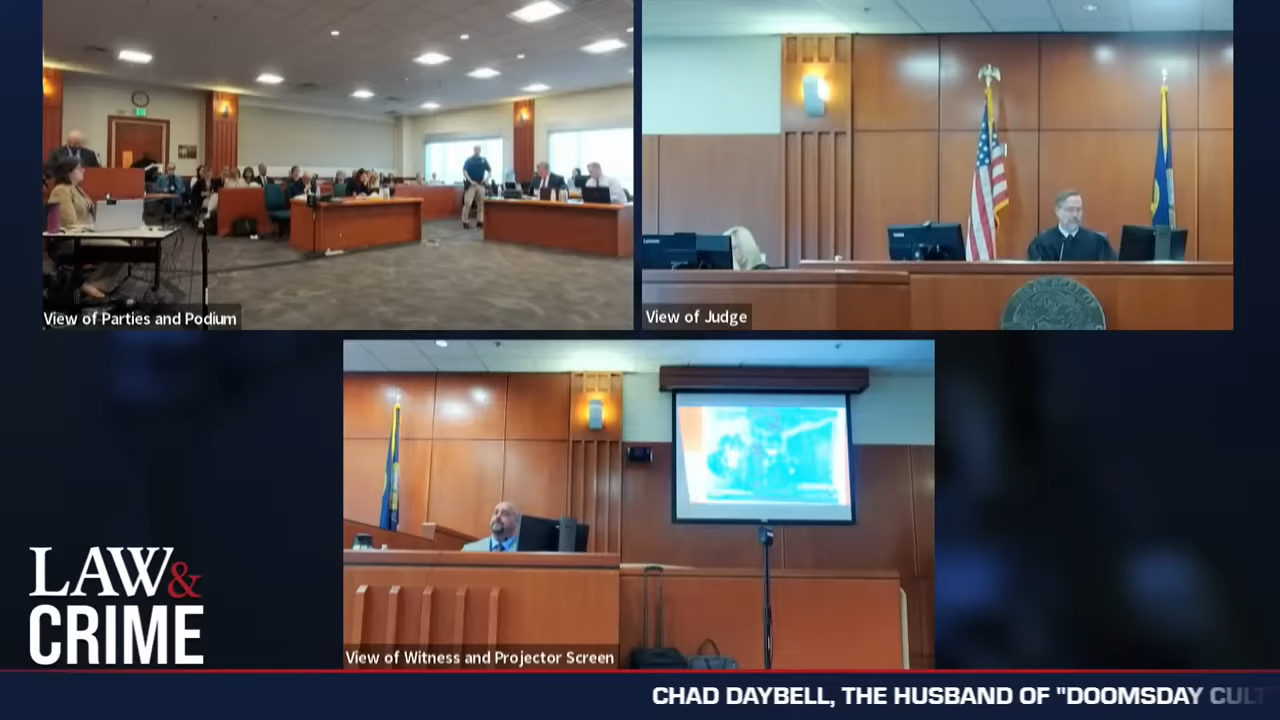 View of Parties and Podium
View of Judge
View of Witness and Projector Screen
LAW&
CRIME
CHAD DAYBELL, THE HUSBAND OF "DOOMSDAY CULT